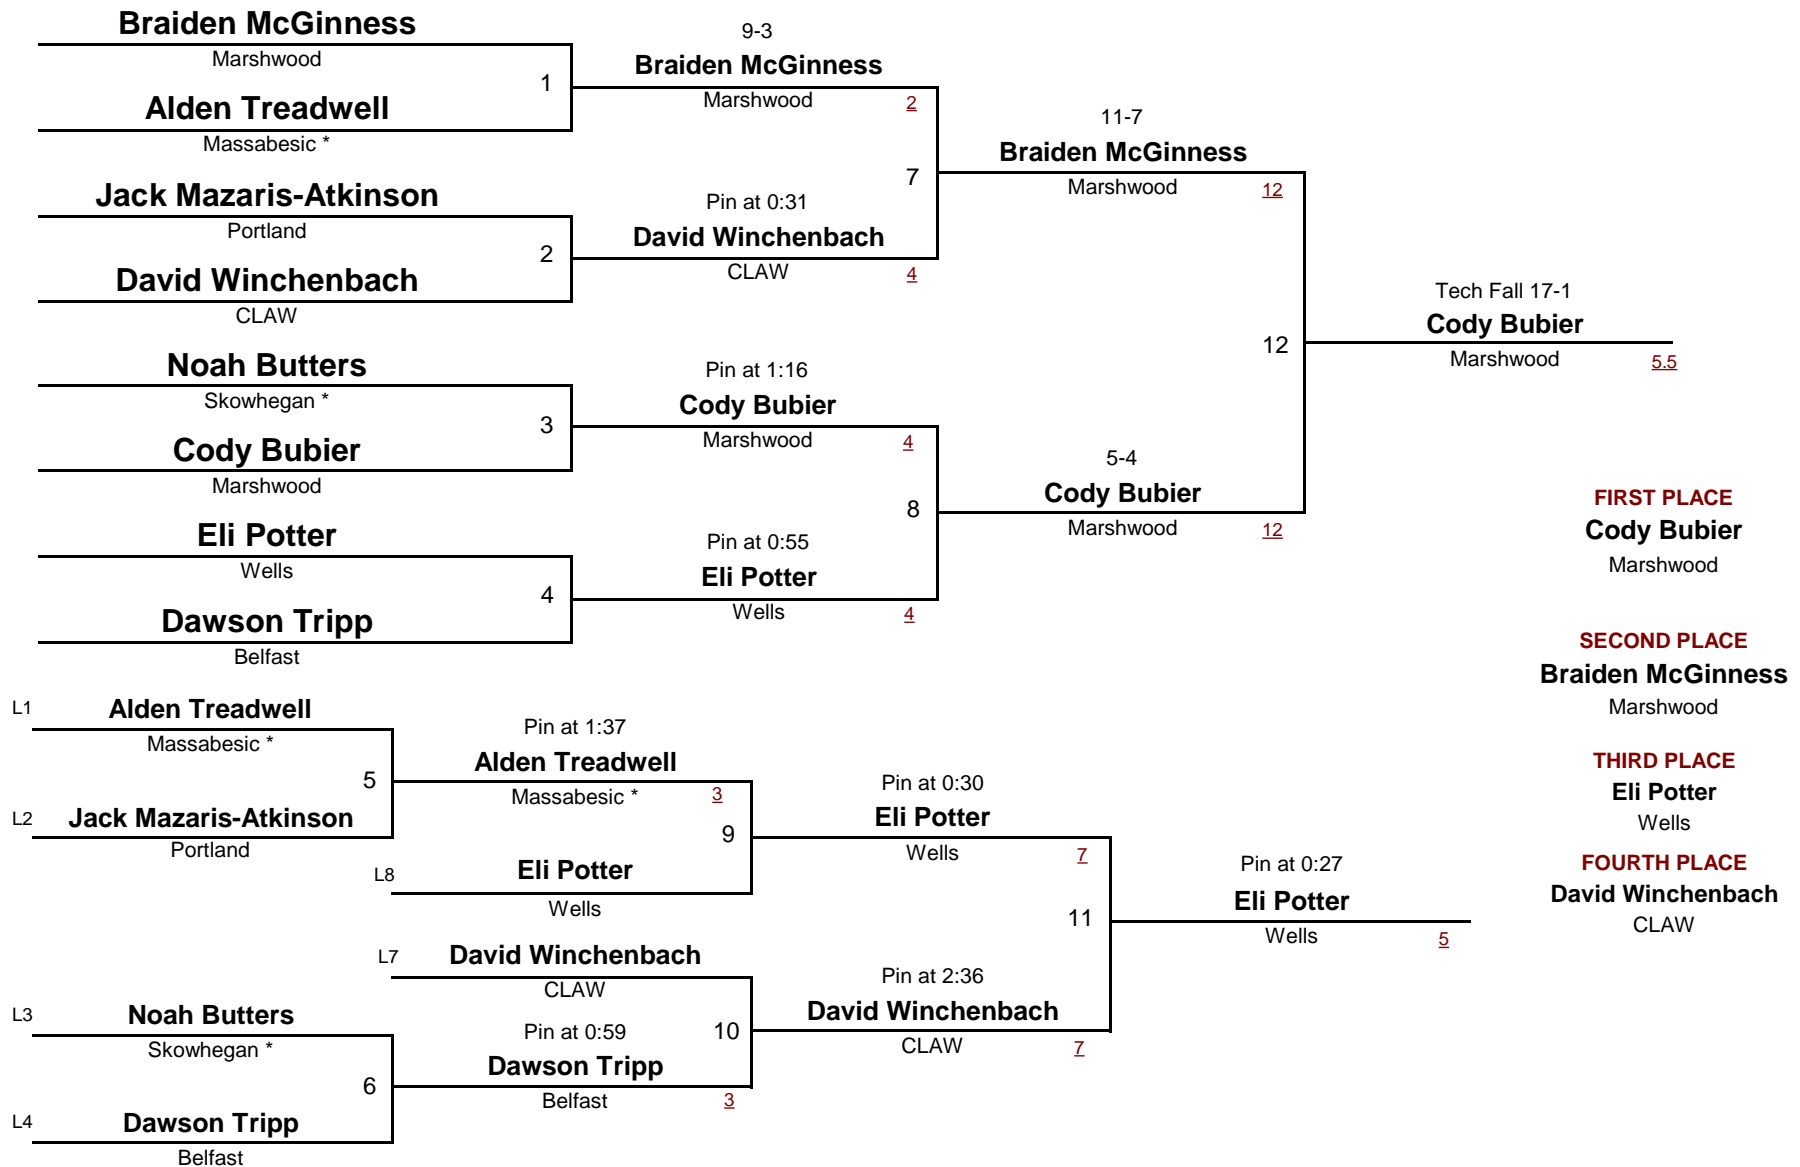 Braiden McGinness
Marshwood
1
Alden Treadwell
Massabesic *
Jack Mazaris-Atkinson
Portland
2
David Winchenbach
CLAW
Noah Butters
Skowhegan *
3
Cody Bubier
Marshwood
Eli Potter
Wells
4
Dawson Tripp
Belfast
9-3
Braiden McGinness
Marshwood
2
7
Pin at 0:31
David Winchenbach
CLAW
4
Pin at 1:16
Cody Bubier
Marshwood
4
8
Pin at 0:55
Eli Potter
Wells
4
11-7
Braiden McGinness
Marshwood
12
12
5-4
Cody Bubier
Marshwood
12
Tech Fall 17-1
Cody Bubier
Marshwood
5.5
FIRST PLACE
Cody Bubier
Marshwood
SECOND PLACE
Braiden McGinness
Marshwood
THIRD PLACE
Eli Potter
Wells
FOURTH PLACE
David Winchenbach
CLAW
L1
Alden Treadwell
Massabesic *
5
L2
Jack Mazaris-Atkinson
Portland
Pin at 1:37
Alden Treadwell
Massabesic *
3
9
L8
Eli Potter
Wells
L7
David Winchenbach
CLAW
10
Pin at 0:59
Dawson Tripp
Belfast
3
L3
Noah Butters
Skowhegan *
6
L4
Dawson Tripp
Belfast
Pin at 0:30
Eli Potter
Wells
7
11
Pin at 2:36
David Winchenbach
CLAW
7
Pin at 0:27
Eli Potter
Wells
5